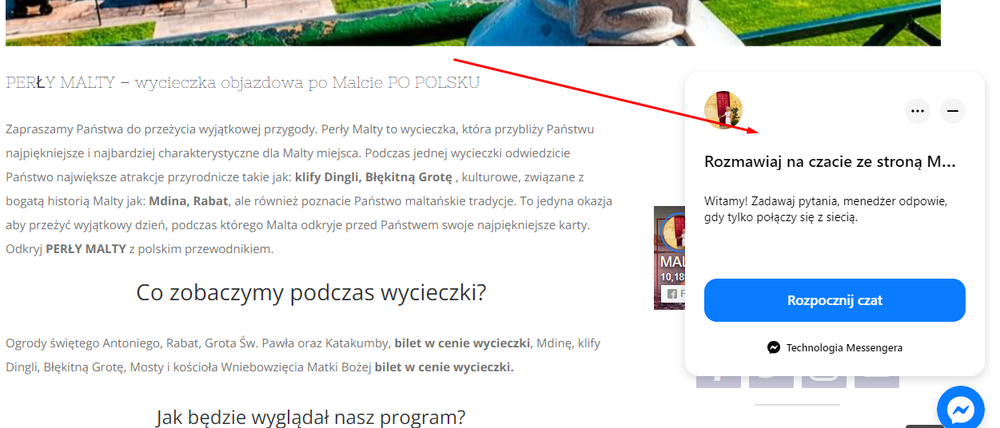 PERŁY MALTY – wycieczka objazdowa po Malcie PO POLSKU
Zapraszamy Państwa do przeżycia wyjątkowej przygody. Perły Malty to wycieczka, która przybliży Państwu
najpiękniejsze i najbardziej charakterystyczne dla Malty miejsca. Podczas jednej wycieczki odwiedzicie
Państwo największe atrakcje przyrodnicze takie jak: klify Dingli, Błękitną Grotę , kulturowe, związane z
bogatą historią Malty jak: Mdina, Rabat, ale również poznacie Państwo maltańskie tradycje. To jedyna okazja
aby przeżyć wyjątkowy dzień, podczas którego Malta odkryje przed Państwem swoje najpiękniejsze karty.
Odkryj PERŁY MALTY z polskim przewodnikiem.
Co zobaczymy podczas wycieczki?
Ogrody świętego Antoniego, Rabat, Grota Św. Pawła oraz Katakumby, bilet w cenie wycieczki, Mdinę, klify
Dingli, Błękitną Grotę, Mosty i kościoła Wniebowzięcia Matki Bożej bilet w cenie wycieczki.
Jak będzie wyglądał nasz program?
Rozmawiaj na czacie ze stroną M...
Witamy! Zadawaj pytania, menedżer odpowie,
gdy tylko połączy się z siecią.
Rozpocznij czat
Technologia Messengera
MAL
10,18